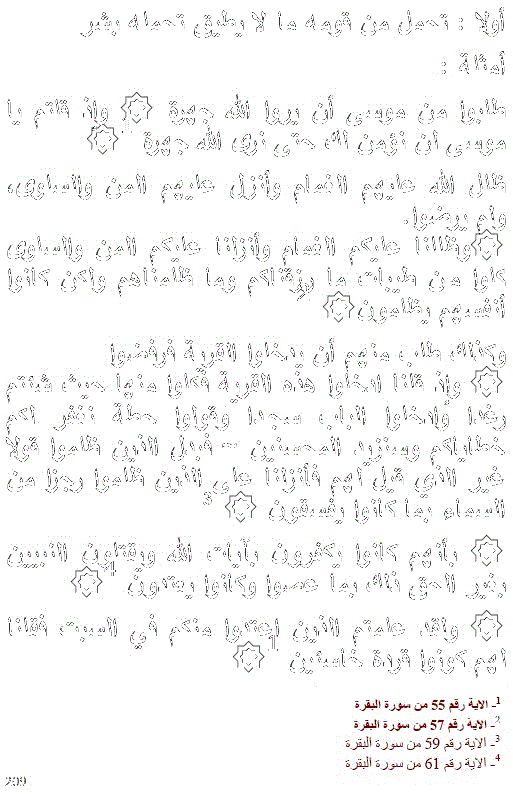 أولا : تحمل من قومه ما لا يطيق تحمله بشر
أمثلة :
طلبوا من موسى أن يروا الله جهرة ۞ وإذ قلتم يا
موسى لن نؤمن لك حتى نرى الله جهرة 1 ۞
ظلل الله عليهم الغمام وأنزل عليهم المن والسلوى،
ولم يرضوا.
۞ وظللنا عليكم الغمام وأنزلنا عليكم المن والسلوى
كلوا من طيبات ما رزقناكم وما ظلمناهم ولكن كانوا
أنفسهم يظلمون 2 ۞
وكذلك طلب منهم أن يدخلوا القرية فرفضوا
۞ وإذ قلنا ادخلوا هذه القرية فكلوا منها حيث شئتم
رغدا وادخلوا الباب سجدا وقولوا حطة نغفر لكم
خطاياكم وسنزيد المحسنين - فبدل الذين ظلموا قولا
غير الذي قيل لهم فأنزلنا على الذين ظلموا رجزا من
السماء بما كانوا يفسقون 3 ۞
۞ بأنهم كانوا يكفرون بآيات الله ويقتلون النبيين
بغير الحق ذلك بما عصوا وكانوا يعتدون 4 ۞
۞ ولقد علمتم الذين اعتدوا منكم في السبت فقلنا
لهم كونوا قردة خاسئين 1 ۞
1ـ الاية رقم 55 من سورة البقرة
2ـ الاية رقم 57 من سورة البقرة
3ـ الاية رقم 59 من سورة البقرة
4ـ الاية رقم 61 من سورة البقرة
209